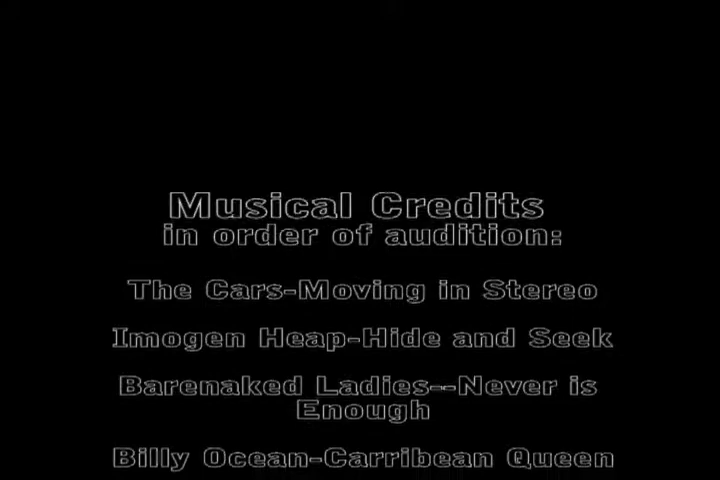 Musical Credits
in order of audition:
The Cars-Moving in Stereo
Imogen Heap-Hide and Seek
Barenaked Ladies--Never is
Enough
Billy Ocean-Carribean Queen